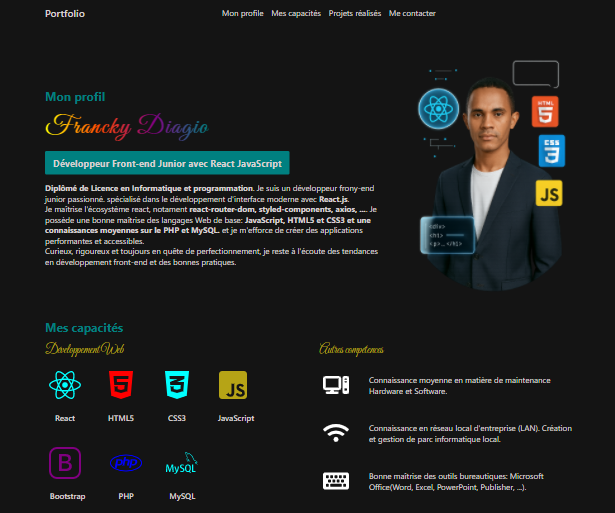 Portfolio
Mon profile Mes capacités Projets réalisés Me contacter
Mon profil
Francky Diagio
Développeur Front-end Junior avec React JavaScript
Diplômé de Licence en Informatique et programmation. Je suis un développeur frony-end
junior passionné. spécialisé dans le développement d'interface moderne avec React.js.
Je maitrise l'écosystème react, notament react-router-dom, styled-components, axios, .... Je
possède une bonne maîtrise des langages Web de base: JavaScript, HTML5 et CSS3 et une
connaissances moyennes sur le PHP et MySQL. et je m'efforce de créer des applications
performantes et accessibles.
Curieux, rigoureux et toujours en quête de perfectionnement, je reste à l'écoute des tendances
en développement front-end et des bonnes pratiques.
HTML
5
CSS
3
JS
<div>
<h1>
<p>...</h1>
Mes capacités
Développement Web
React
HTML5
CSS3
JS
JavaScript
B
Bootstrap
php
PHP
MySQL
MySQL
Autres competences
Connaissance moyenne en matière de maintenance
Hardware et Software.
Connaissance en réseau local d'entreprise (LAN). Création
et gestion de parc informatique local.
Bonne maîtrise des outils bureautiques: Microsoft
Office(Word, Excel, PowerPoint, Publisher, ...).